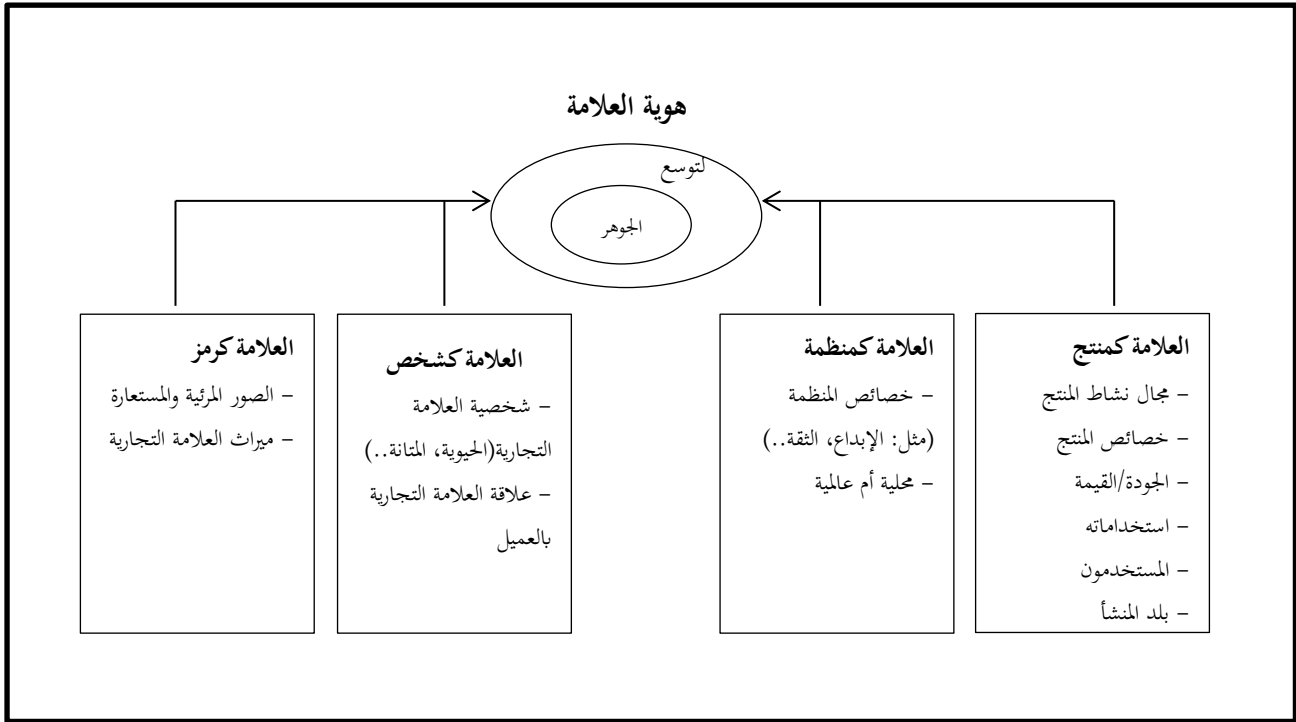 هوية العلامة
لتوسع
الجوهر
العلامة كمنتج
– مجال نشاط المنتج
– خصائص المنتج
– الجودة/القيمة
– استخداماته
– المستخدمون
– بلد المنشأ
العلامة كمنظمة
– خصائص المنظمة
(مثل: الإبداع، الثقة..)
– محلية أم عالمية
العلامة كشخص
– شخصية العلامة
التجارية(الحيوية، المتانة..)
– علاقة العلامة التجارية
بالعميل
العلامة كرمز
– الصور المرئية والمستعارة
– ميراث العلامة التجارية